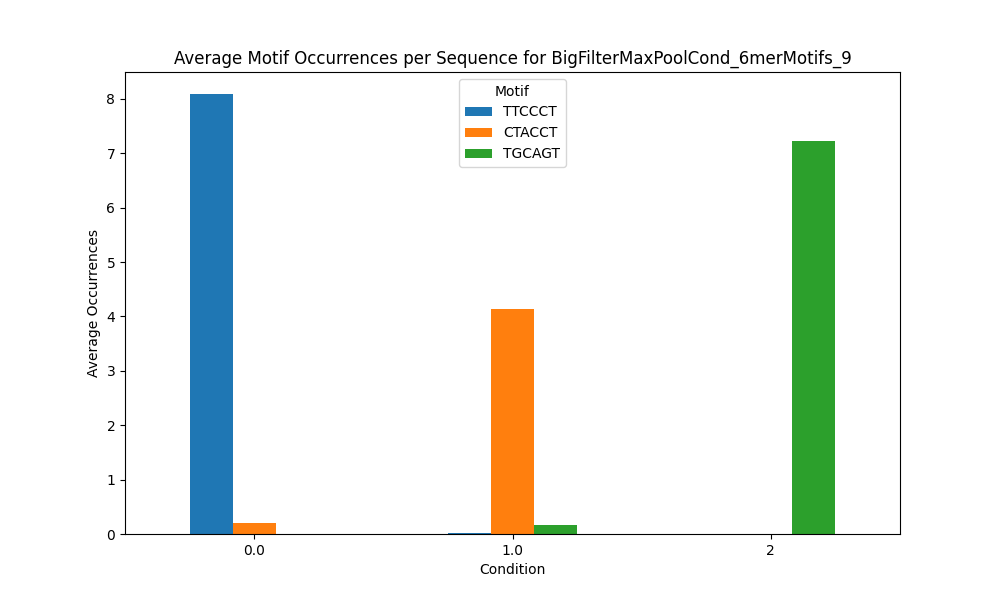 Average Motif Occurrences per Sequence for BigFilterMaxPoolCond_6merMotifs_9
Motif
TTCCCT
CTACCT
TGCAGT
Average Occurrences
8
7
6
5
4
3
2
1
0
0.0
1.0
2
Condition